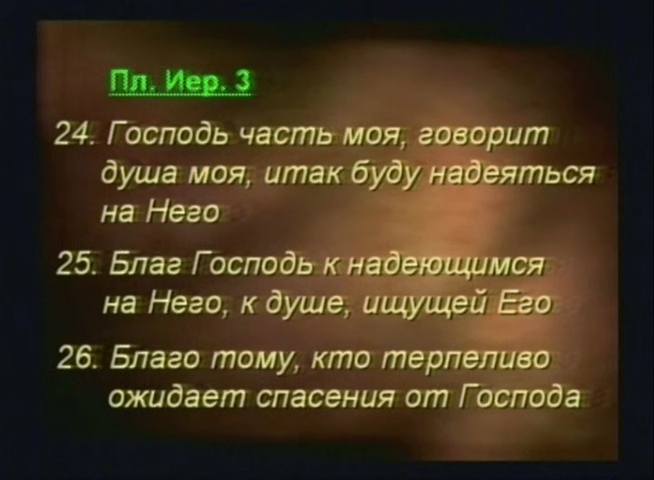 Пл. Иер. 3
24. Господь часть моя, говорит
душа моя, итак буду надеяться
на Него
25. Благ Господь к надеющимся
на Него, к душе, ищущей Его
26. Благо тому, кто терпеливо
ожидает спасения от Господа